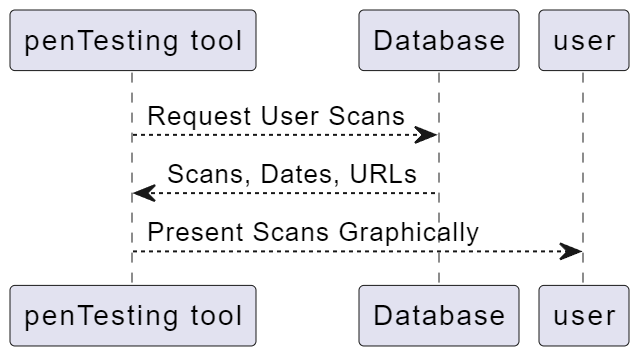 penTesting tool
Database
user
Request User Scans
Scans, Dates, URLs
Present Scans Graphically
penTesting tool
Database
user